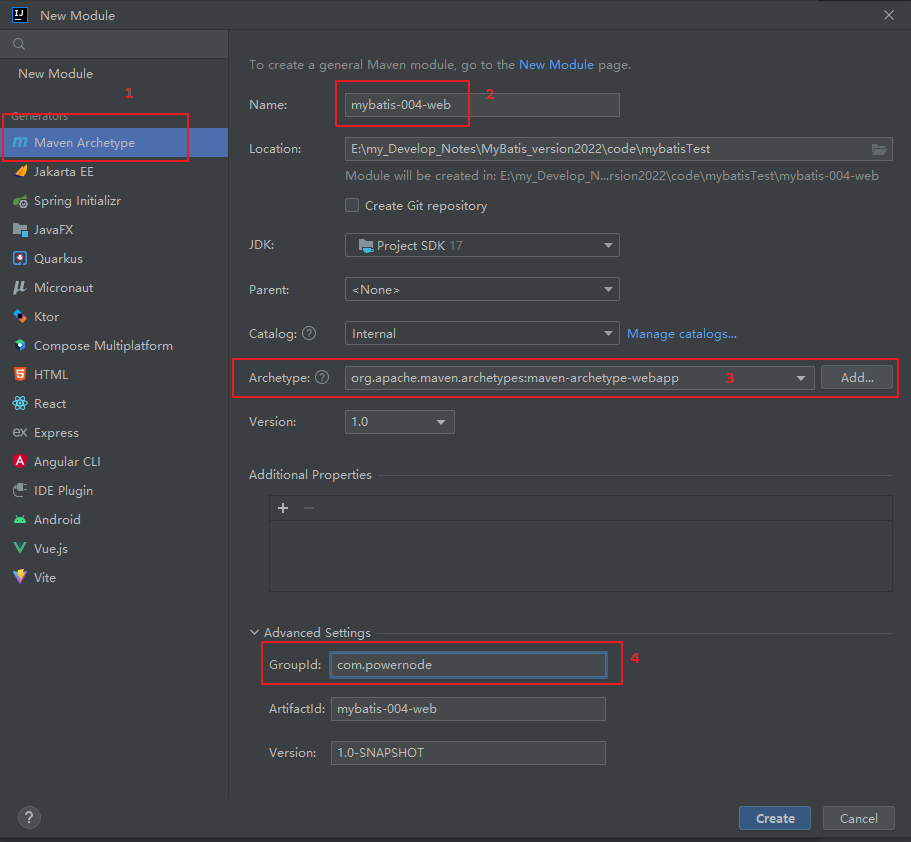 New Module
New Module
1
Generators
Maven Archetype
Jakarta EE
Spring Initializr
JavaFX
Quarkus
Micronaut
Ktor
Compose Multiplatform
HTML
React
ex Express
Angular CLI
IDE Plugin
Android
Vue.js
Vite
To create a general Maven module, go to the New Module page.
Name: mybatis-004-web 2
Location: E:\my_Develop_Notes\MyBatis_version2022\code\mybatisTest
Module will be created in: E:\my_Develop_N...rsion2022\code\mybatisTest\mybatis-004-web
Create Git repository
JDK: Project SDK 17
Parent: <None>
Catalog: ? Internal Manage catalogs...
Archetype: ? org.apache.maven.archetypes:maven-archetype-webapp 3 Add...
Version: 1.0
Additional Properties
+ −
Advanced Settings
GroupId: com.powernode 4
ArtifactId: mybatis-004-web
Version: 1.0-SNAPSHOT
? Create Cancel